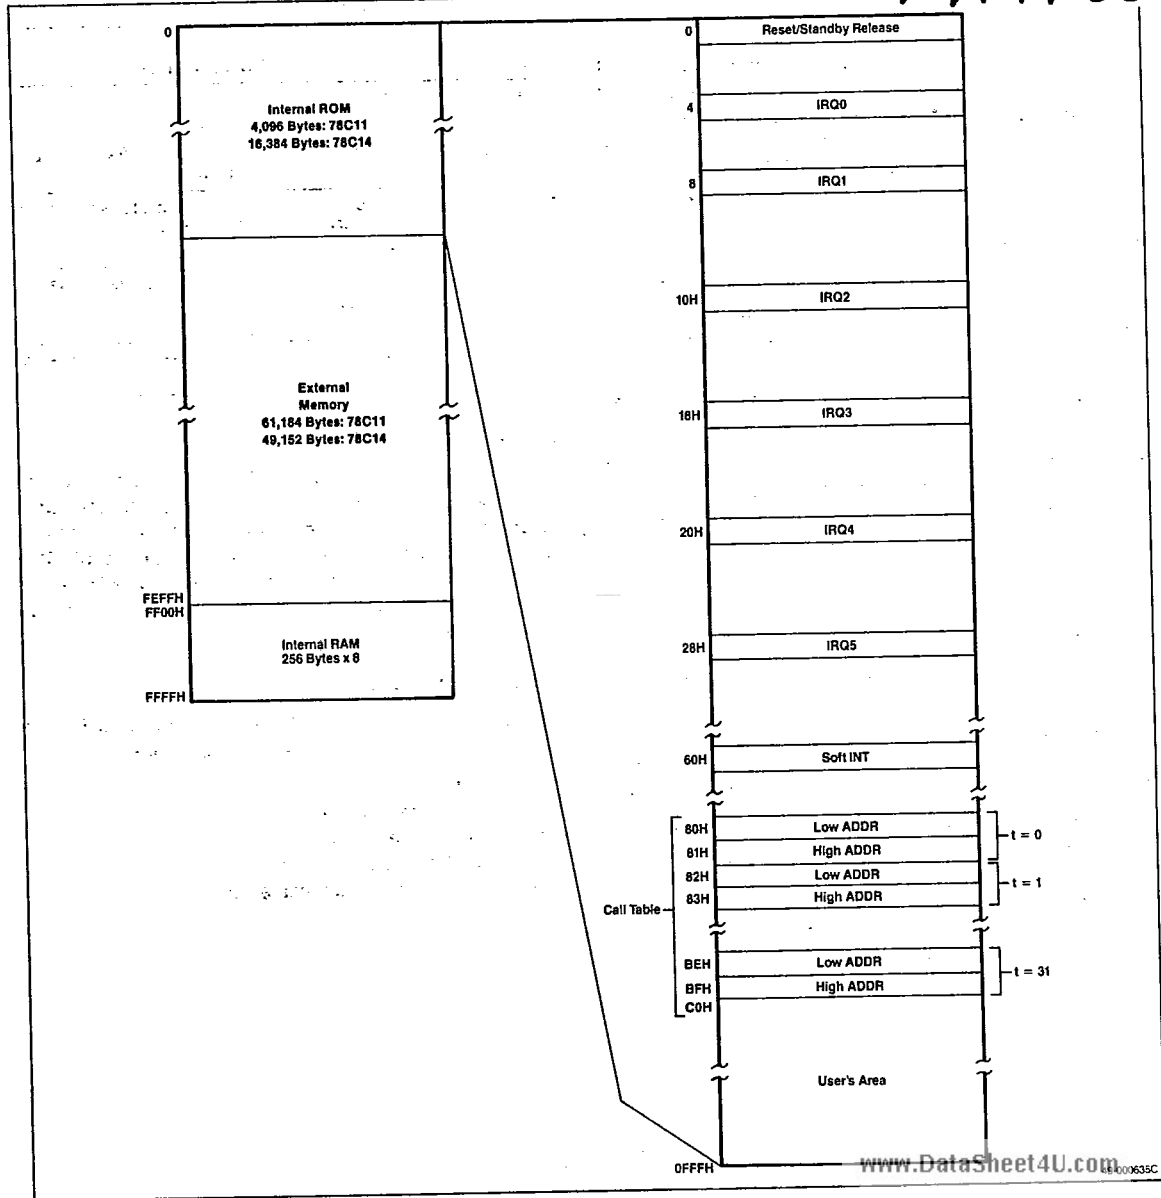 0
Internal ROM
4,096 Bytes: 78C11
16,384 Bytes: 78C14
External
Memory
61,184 Bytes: 78C11
49,152 Bytes: 78C14
FEFFH
FF00H
Internal RAM
256 Bytes x 8
FFFFH
0
Reset/Standby Release
4
IRQ0
8
IRQ1
10H
IRQ2
18H
IRQ3
20H
IRQ4
28H
IRQ5
60H
Soft INT
Call Table
80H
Low ADDR
81H
High ADDR
t = 0
82H
Low ADDR
83H
High ADDR
t = 1
BEH
Low ADDR
BFH
High ADDR
t = 31
C0H
User's Area
0FFFH
www.DataSheet4U.com
49-000635C